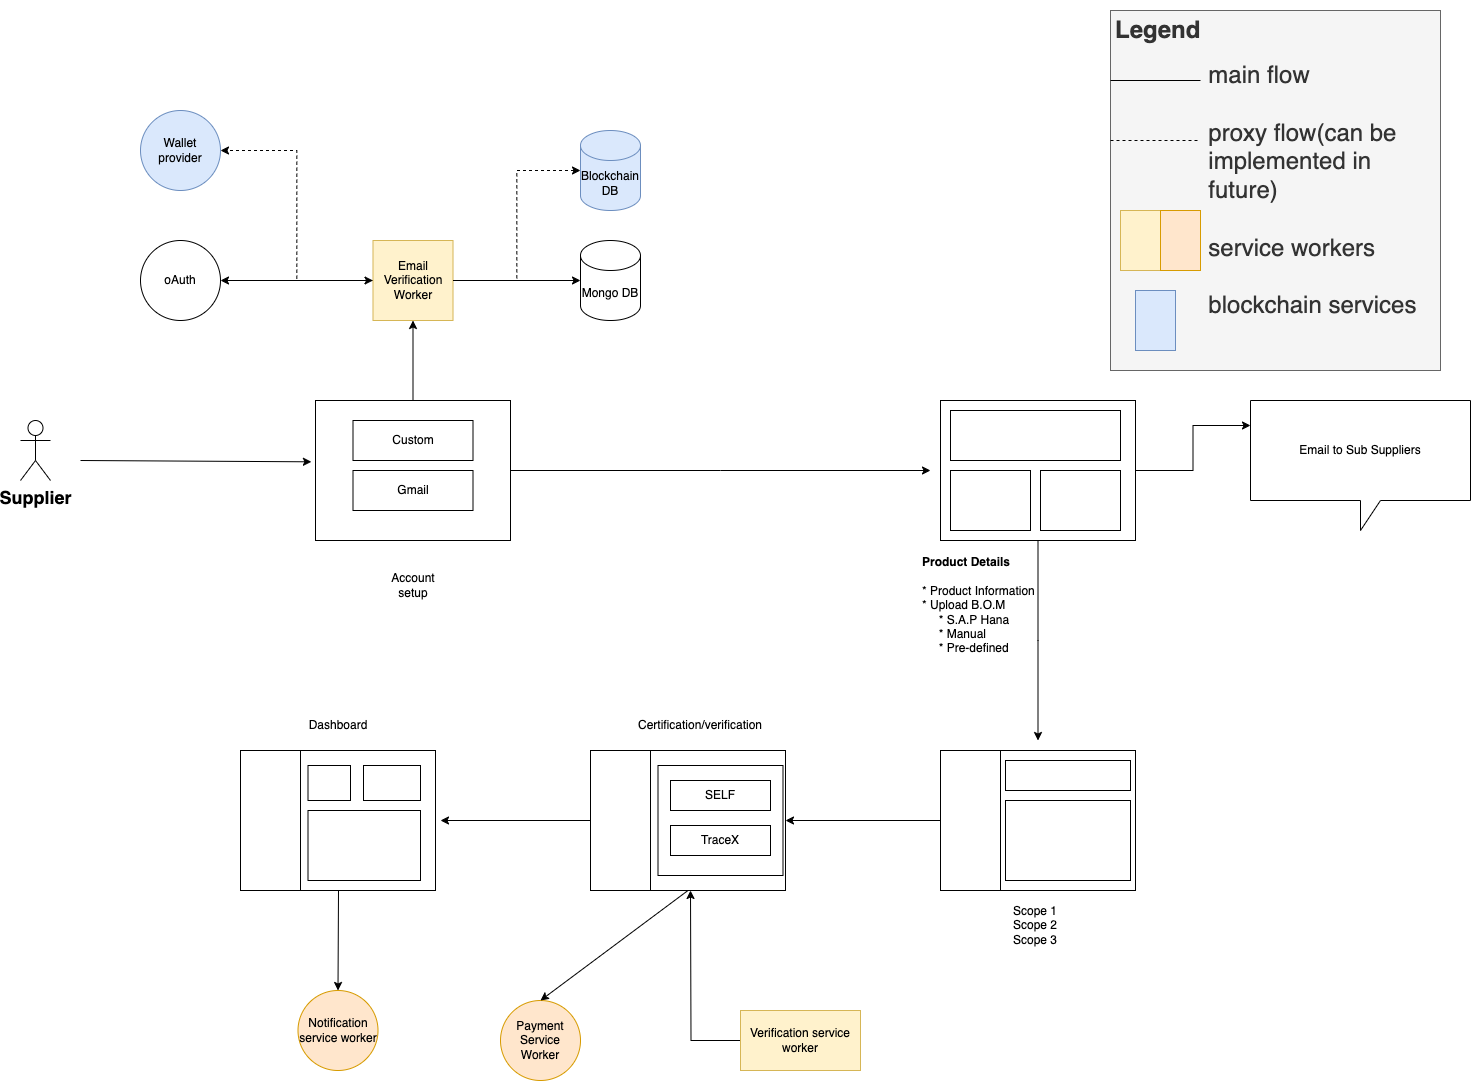 Legend
main flow
proxy flow(can be
implemented in
future)
service workers
blockchain services
Wallet
provider
Blockchain
DB
oAuth
Email
Verification
Worker
Mongo DB
Supplier
Custom
Gmail
Account
setup
Email to Sub Suppliers
Product Details
* Product Information
* Upload B.O.M
* S.A.P Hana
* Manual
* Pre-defined
Dashboard
Certification/verification
SELF
TraceX
Scope 1
Scope 2
Scope 3
Notification
service worker
Payment
Service
Worker
Verification service
worker